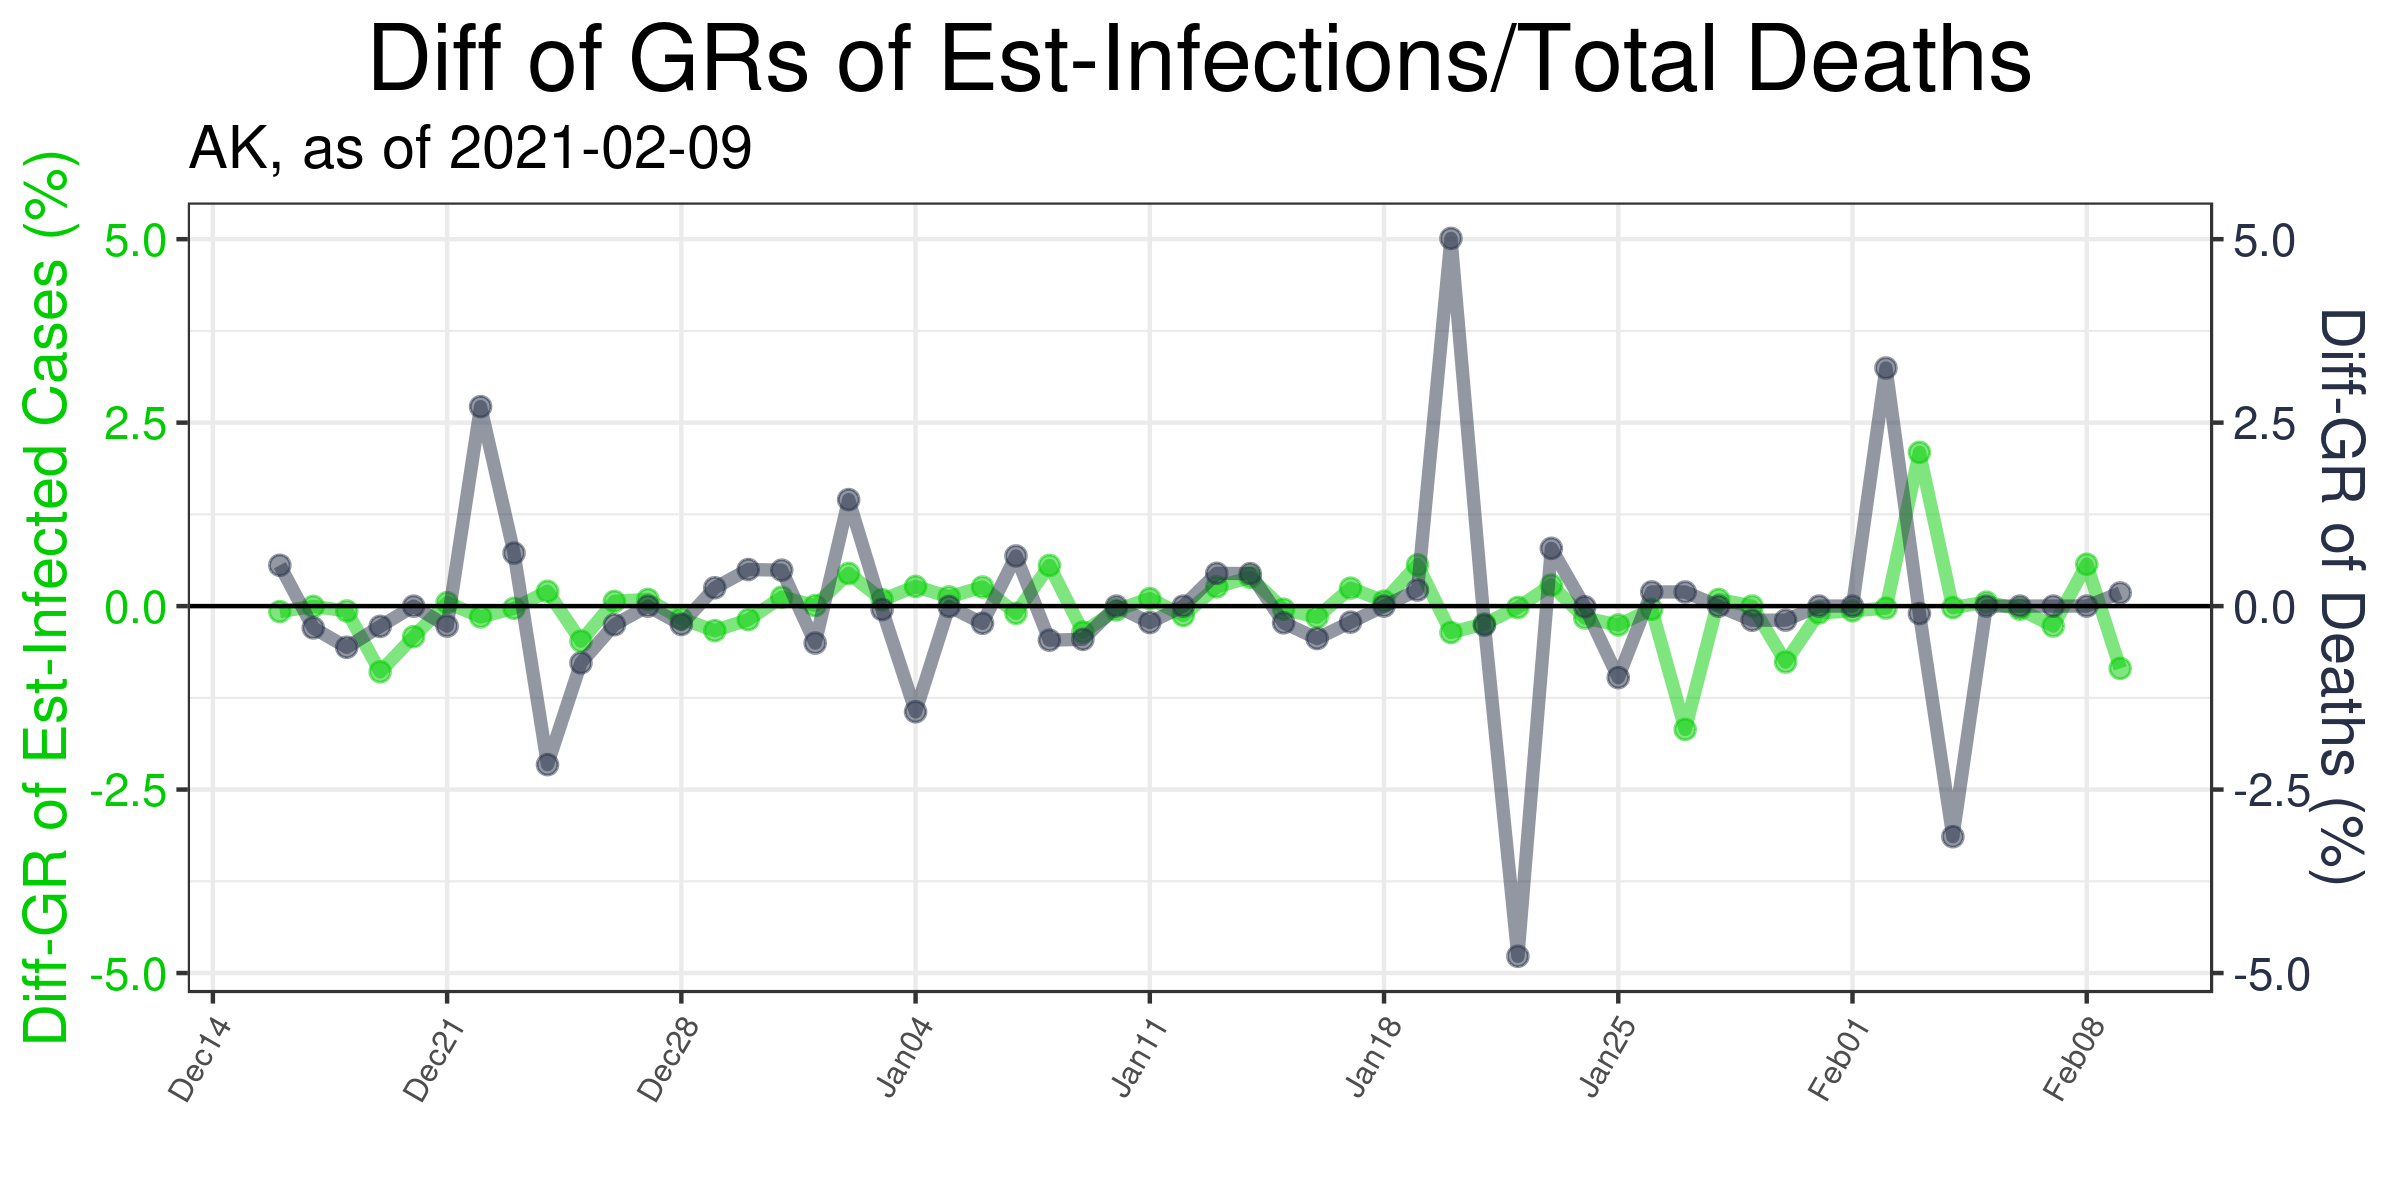 Diff of GRs of Est-Infections/Total Deaths
AK, as of 2021-02-09
Diff-GR of Est-Infected Cases (%)
5.0
2.5
0.0
-2.5
-5.0
5.0
2.5
0.0
-2.5
-5.0
Diff-GR of Deaths (%)
Dec14
Dec21
Dec28
Jan04
Jan11
Jan18
Jan25
Feb01
Feb08